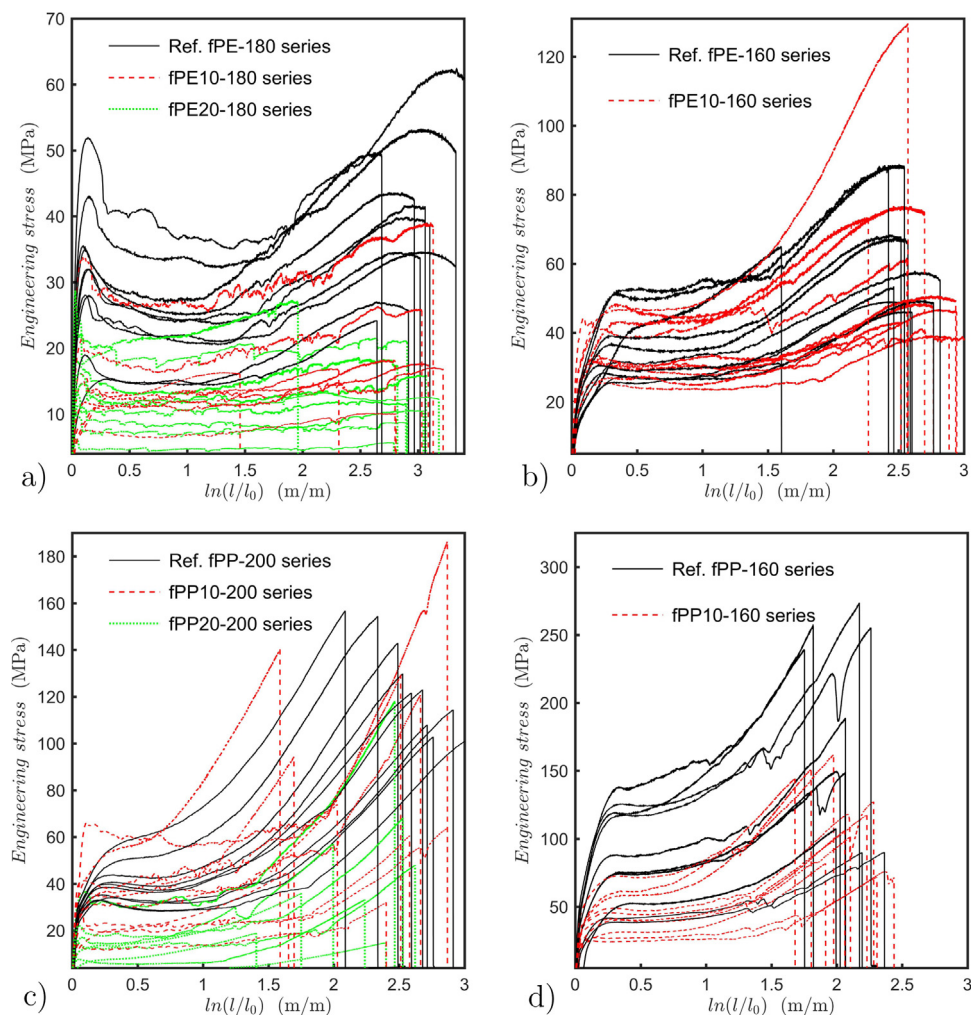 70
60
50
40
30
20
10
Engineering stress (MPa)
Ref. fPE-180 series
fPE10-180 series
fPE20-180 series
0 0.5 1 1.5 2 2.5 3
ln(l/l0) (m/m)
a)
120
100
80
60
40
20
Engineering stress (MPa)
Ref. fPE-160 series
fPE10-160 series
0 0.5 1 1.5 2 2.5 3
ln(l/l0) (m/m)
b)
180
160
140
120
100
80
60
40
20
Engineering stress (MPa)
Ref. fPP-200 series
fPP10-200 series
fPP20-200 series
0 0.5 1 1.5 2 2.5 3
ln(l/l0) (m/m)
c)
300
250
200
150
100
50
Engineering stress (MPa)
Ref. fPP-160 series
fPP10-160 series
0 0.5 1 1.5 2 2.5 3
ln(l/l0) (m/m)
d)